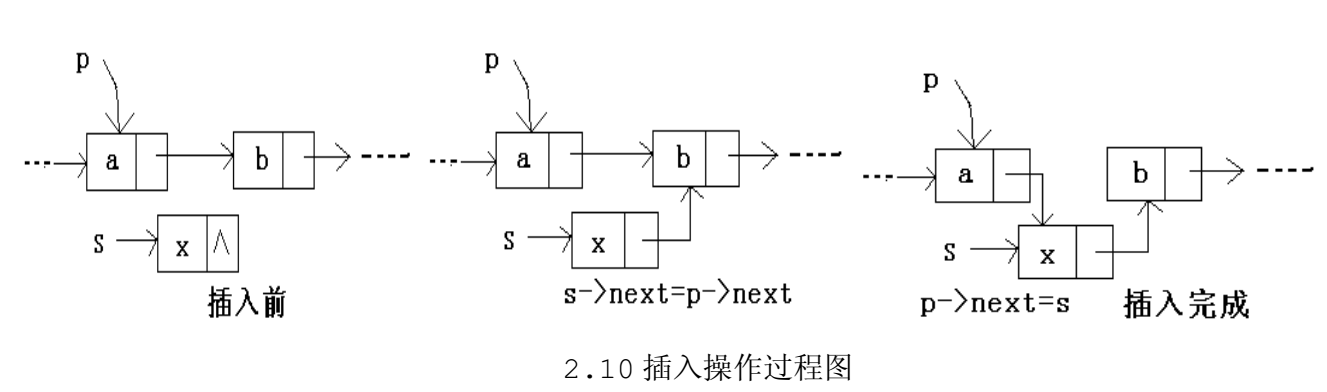 p
a b
s x ∧
插入前
p
a b
s x
s->next=p->next
p
a b
s x
p->next=s 插入完成
2.10 插入操作过程图